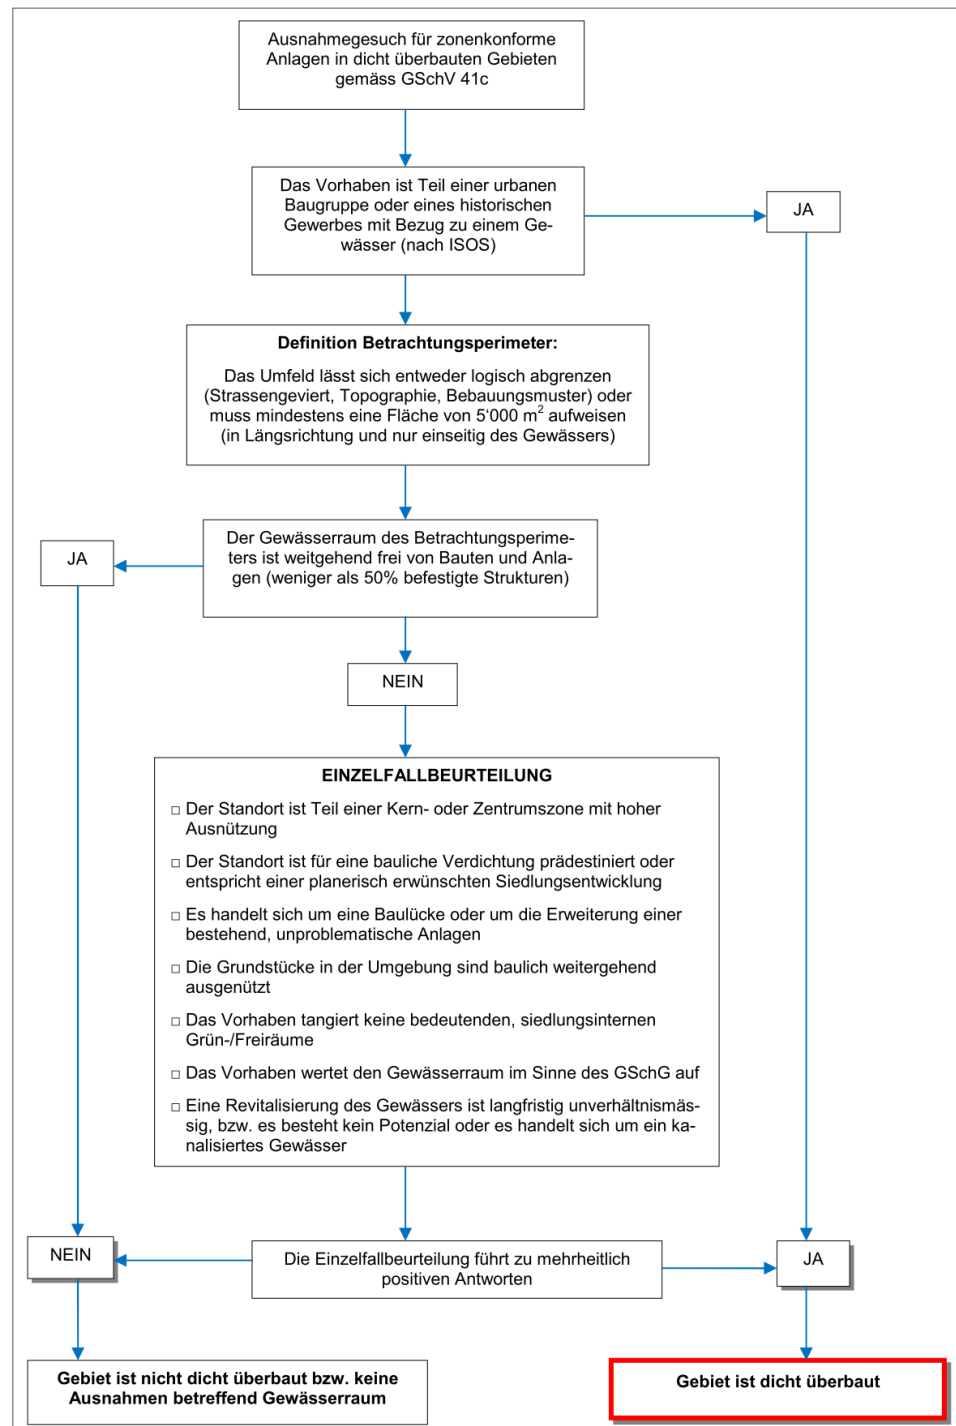 Ausnahmegesuch für zonenkonforme
Anlagen in dicht überbauten Gebieten
gemäss GSchV 41c
Das Vorhaben ist Teil einer urbanen
Baugruppe oder eines historischen
Gewerbes mit Bezug zu einem Ge-
wässer (nach ISOS)
JA
Definition Betrachtungsperimeter:
Das Umfeld lässt sich entweder logisch abgrenzen
(Strassengeviert, Topographie, Bebauungsmuster) oder
muss mindestens eine Fläche von 5‘000 m² aufweisen
(in Längsrichtung und nur einseitig des Gewässers)
Der Gewässerraum des Betrachtungsperime-
ters ist weitgehend frei von Bauten und Anla-
gen (weniger als 50% befestigte Strukturen)
JA
NEIN
EINZELFALLBEURTEILUNG
□ Der Standort ist Teil einer Kern- oder Zentrumszone mit hoher
Ausnützung
□ Der Standort ist für eine bauliche Verdichtung prädestiniert oder
entspricht einer planerisch erwünschten Siedlungsentwicklung
□ Es handelt sich um eine Baulücke oder um die Erweiterung einer
bestehend, unproblematische Anlagen
□ Die Grundstücke in der Umgebung sind baulich weitergehend
ausgenützt
□ Das Vorhaben tangiert keine bedeutenden, siedlungsinternen
Grün-/Freiräume
□ Das Vorhaben wertet den Gewässerraum im Sinne des GSchG auf
□ Eine Revitalisierung des Gewässers ist langfristig unverhältnismäs-
sig, bzw. es besteht kein Potenzial oder es handelt sich um ein ka-
nalisiertes Gewässer
NEIN
Die Einzelfallbeurteilung führt zu mehrheitlich
positiven Antworten
JA
Gebiet ist nicht dicht überbaut bzw. keine
Ausnahmen betreffend Gewässerraum
Gebiet ist dicht überbaut